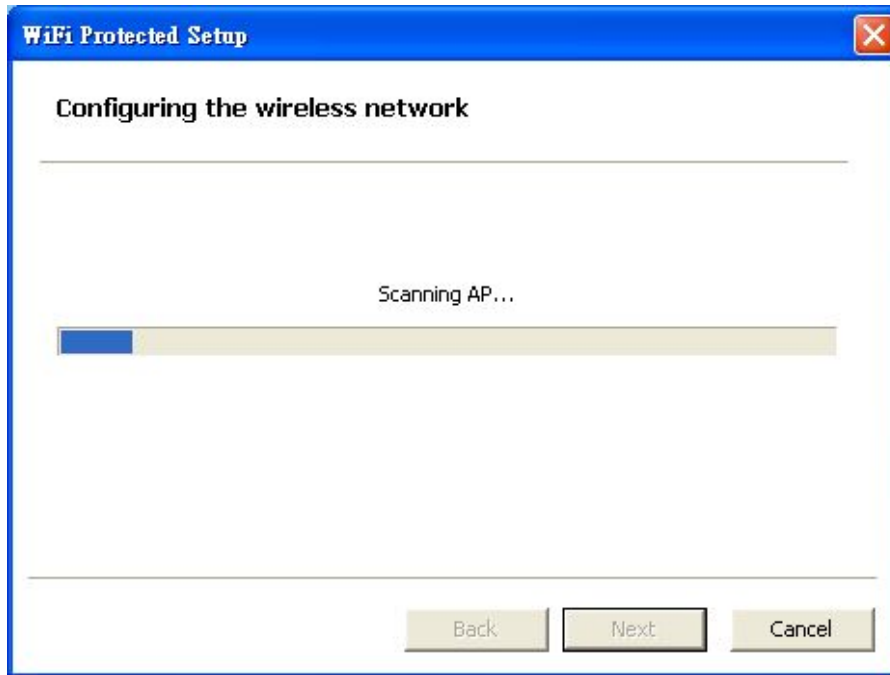 WiFi Protected Setup
Configuring the wireless network
Scanning AP...
Back
Next
Cancel